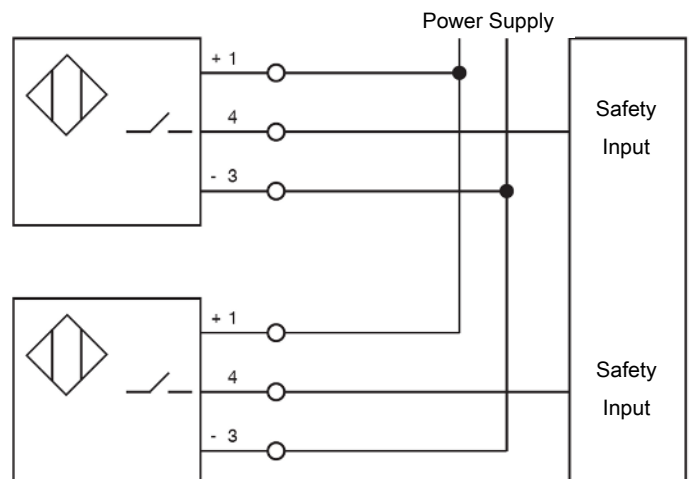 Power Supply
+ 1
4
- 3
Safety
Input
+ 1
4
- 3
Safety
Input